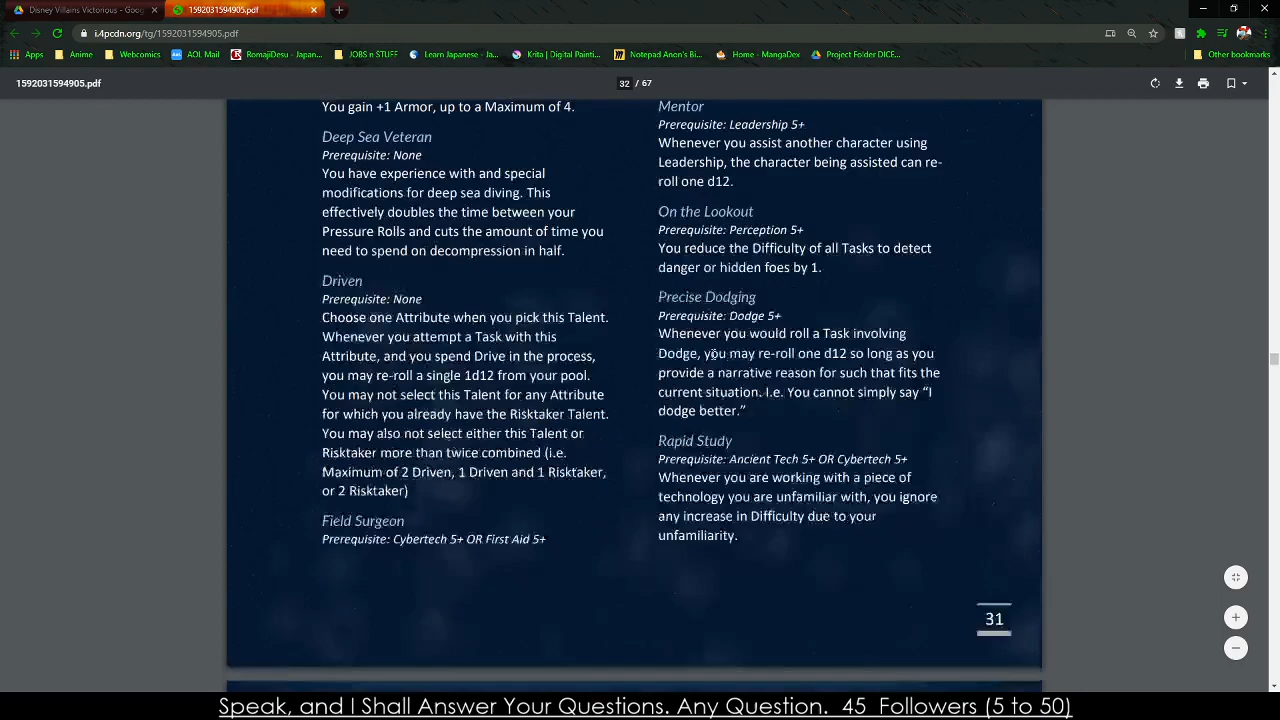 Disney Villains Victorious - Goog
1592031594905.pdf
i.4pcdn.org/tg/1592031594905.pdf
Apps
Anime
Webcomics
AOL Mail
RomajiDesu - Japan...
JOBS n STUFF
Learn Japanese - Ja...
Krita | Digital Painti...
Notepad Anon's Bi...
Home - MangaDex
Project Folder DICE...
Other bookmarks
1592031594905.pdf
32 / 67
You gain +1 Armor, up to a Maximum of 4.
Deep Sea Veteran
Prerequisite: None
You have experience with and special
modifications for deep sea diving. This
effectively doubles the time between your
Pressure Rolls and cuts the amount of time you
need to spend on decompression in half.
Driven
Prerequisite: None
Choose one Attribute when you pick this Talent.
Whenever you attempt a Task with this
Attribute, and you spend Drive in the process,
you may re-roll a single 1d12 from your pool.
You may not select this Talent for any Attribute
for which you already have the Risktaker Talent.
You may also not select either this Talent or
Risktaker more than twice combined (i.e.
Maximum of 2 Driven, 1 Driven and 1 Risktaker,
or 2 Risktaker)
Field Surgeon
Prerequisite: Cybertech 5+ OR First Aid 5+
Mentor
Prerequisite: Leadership 5+
Whenever you assist another character using
Leadership, the character being assisted can re-
roll one d12.
On the Lookout
Prerequisite: Perception 5+
You reduce the Difficulty of all Tasks to detect
danger or hidden foes by 1.
Precise Dodging
Prerequisite: Dodge 5+
Whenever you would roll a Task involving
Dodge, you may re-roll one d12 so long as you
provide a narrative reason for such that fits the
current situation. I.e. You cannot simply say “I
dodge better.”
Rapid Study
Prerequisite: Ancient Tech 5+ OR Cybertech 5+
Whenever you are working with a piece of
technology you are unfamiliar with, you ignore
any increase in Difficulty due to your
unfamiliarity.
31
Speak, and I Shall Answer Your Questions. Any Question. 45 Followers (5 to 50)